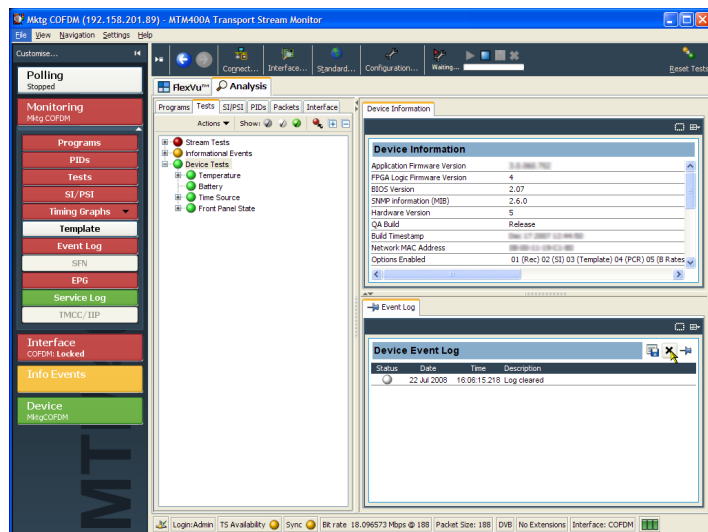 Mktg COFDM (192.158.201.89) - MTM400A Transport Stream Monitor
File View Navigation Settings Help
Customise...
Connect... Interface... Standard... Configuration... Waiting... Reset Tests
Polling
Stopped
FlexVu™ Analysis
Monitoring
Mktg COFDM
Programs
PIDs
Tests
SI/PSI
Timing Graphs
Template
Event Log
SFN
EPG
Service Log
TMCC/IIP
Interface
COFDM: Locked
Info Events
Device
MktgCOFDM
MTM
Programs Tests SI/PSI PIDs Packets Interface
Actions Show:
Stream Tests
Informational Events
Device Tests
Temperature
Battery
Time Source
Front Panel State
Device Information
Device Information
Application Firmware Version
FPGA Logic Firmware Version 4
BIOS Version 2.07
SNMP information (MIB) 2.6.0
Hardware Version 5
QA Build Release
Build Timestamp
Network MAC Address
Options Enabled 01 (Rec) 02 (SI) 03 (Template) 04 (PCR) 05 (B Rates
Event Log
Device Event Log
Status Date Time Description
22 Jul 2008 16:06:15.218 Log cleared
Login:Admin TS Availability Sync Bit rate 18.096573 Mbps @ 188 Packet Size: 188 DVB No Extensions Interface: COFDM